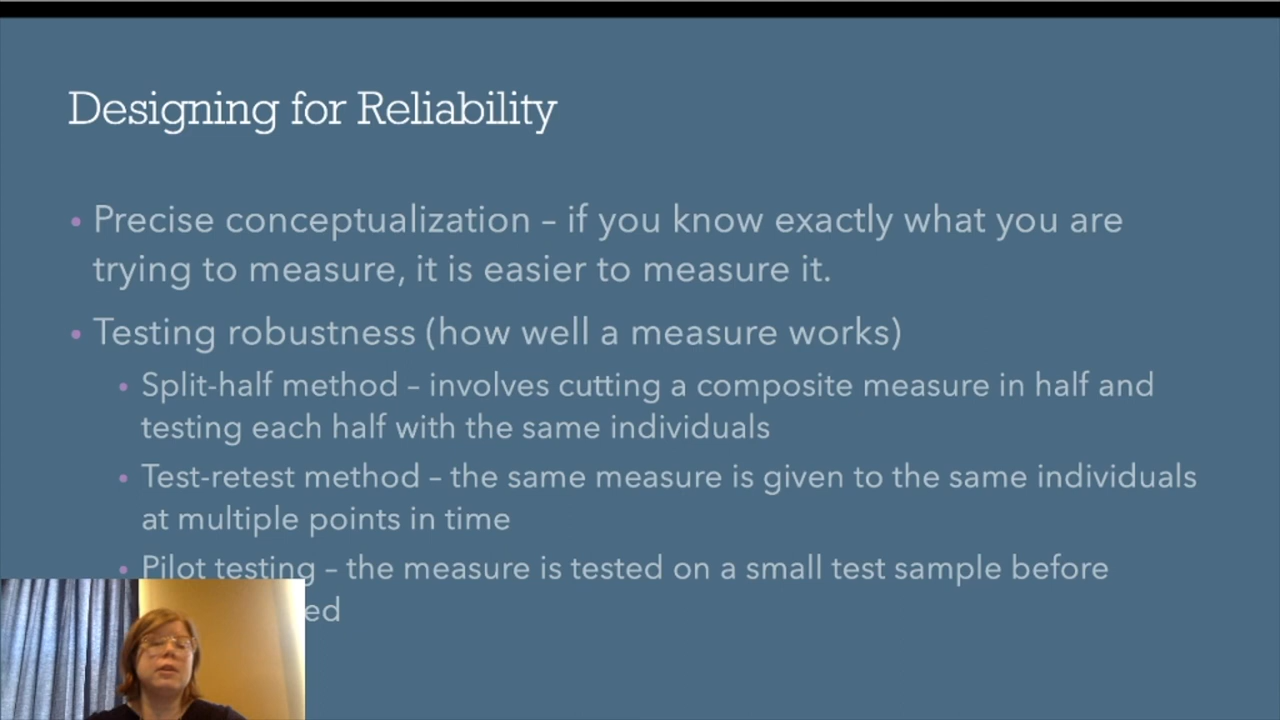 Designing for Reliability
• Precise conceptualization – if you know exactly what you are
trying to measure, it is easier to measure it.
• Testing robustness (how well a measure works)
• Split-half method – involves cutting a composite measure in half and
testing each half with the same individuals
• Test-retest method – the same measure is given to the same individuals
at multiple points in time
• Pilot testing – the measure is tested on a small test sample before